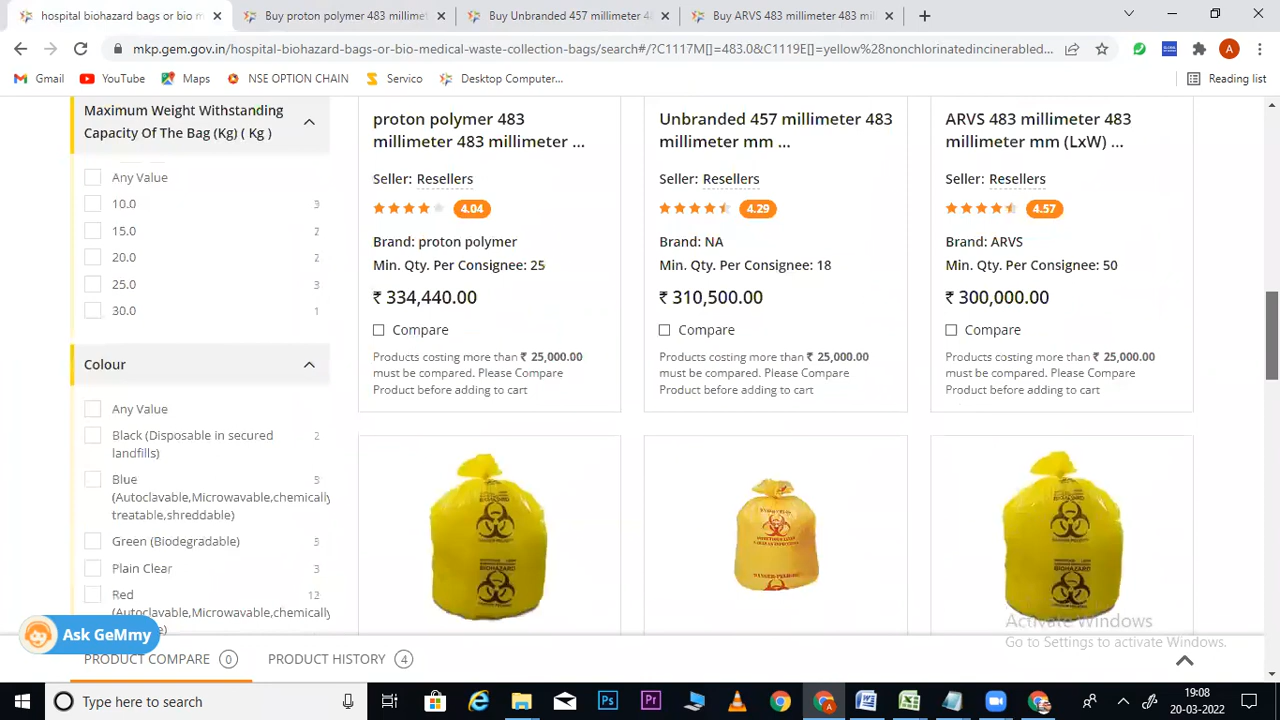 hospital biohazard bags or bio m
Buy proton polymer 483 millimet
Buy Unbranded 457 millimeter 4
Buy ARVS 483 millimeter 483 mil
mkp.gem.gov.in/hospital-biohazard-bags-or-bio-medical-waste-collection-bags/search#/?C1117M[]=483.0&C1119E[]=yellow%28nonchlorinatedincinerabled...
A
Gmail
YouTube
Maps
NSE OPTION CHAIN
Servico
Desktop Computer...
Reading list
Maximum Weight Withstanding
Capacity Of The Bag (Kg) ( Kg )
Any Value
10.0 3
15.0 2
20.0 2
25.0 3
30.0 1
Colour
Any Value
Black (Disposable in secured 2
landfills)
Blue 5
(Autoclavable,Microwavable,chemically
treatable,shreddable)
Green (Biodegradable) 5
Plain Clear 3
Red 12
(Autoclavable,Microwavable,chemically
proton polymer 483
millimeter 483 millimeter ...
Seller: Resellers
4.04
Brand: proton polymer
Min. Qty. Per Consignee: 25
₹ 334,440.00
Compare
Products costing more than ₹ 25,000.00
must be compared. Please Compare
Product before adding to cart
Unbranded 457 millimeter 483
millimeter mm ...
Seller: Resellers
4.29
Brand: NA
Min. Qty. Per Consignee: 18
₹ 310,500.00
Compare
Products costing more than ₹ 25,000.00
must be compared. Please Compare
Product before adding to cart
ARVS 483 millimeter 483
millimeter mm (LxW) ...
Seller: Resellers
4.57
Brand: ARVS
Min. Qty. Per Consignee: 50
₹ 300,000.00
Compare
Products costing more than ₹ 25,000.00
must be compared. Please Compare
Product before adding to cart
BIOHAZARD
Ask GeMmy
PRODUCT COMPARE 0
PRODUCT HISTORY 4
Activate Windows
Go to Settings to activate Windows.
Type here to search
19:08
20-03-2022